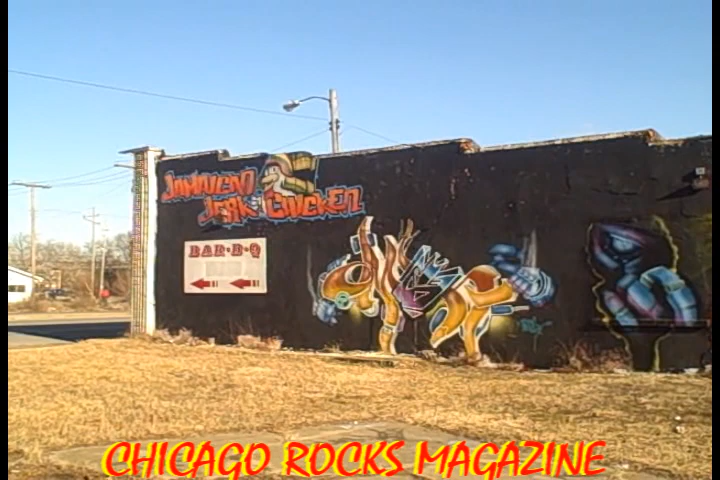 JAMAICAN
JERK CHICKEN
BAR-B-Q
CHICAGO ROCKS MAGAZINE